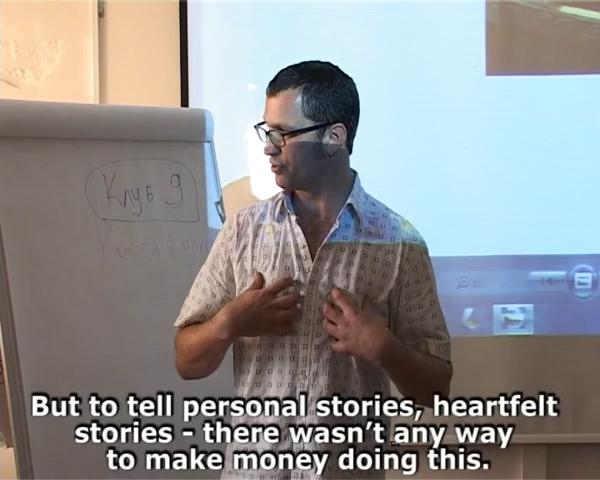 Клуб 9
But to tell personal stories, heartfelt
stories - there wasn't any way
to make money doing this.